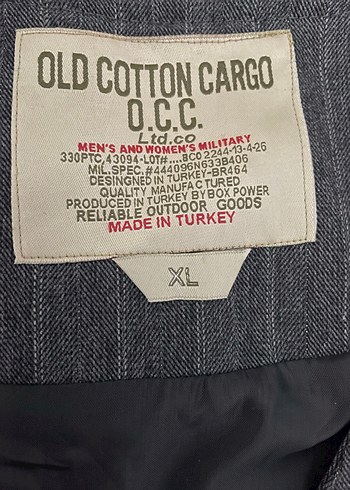 OLD COTTON CARGO
O.C.C.
Ltd.co
MEN'S AND WOMEN'S MILITARY
330PTC,43094-LOT#....8CO2244-13-4-26
MIL.SPEC.#444096N633B406
DESINGNED IN TURKEY-BR464
QUALITY MANUFACTURED
PRODUCED IN TURKEY BY BOX POWER
RELIABLE OUTDOOR GOODS
MADE IN TURKEY
XL